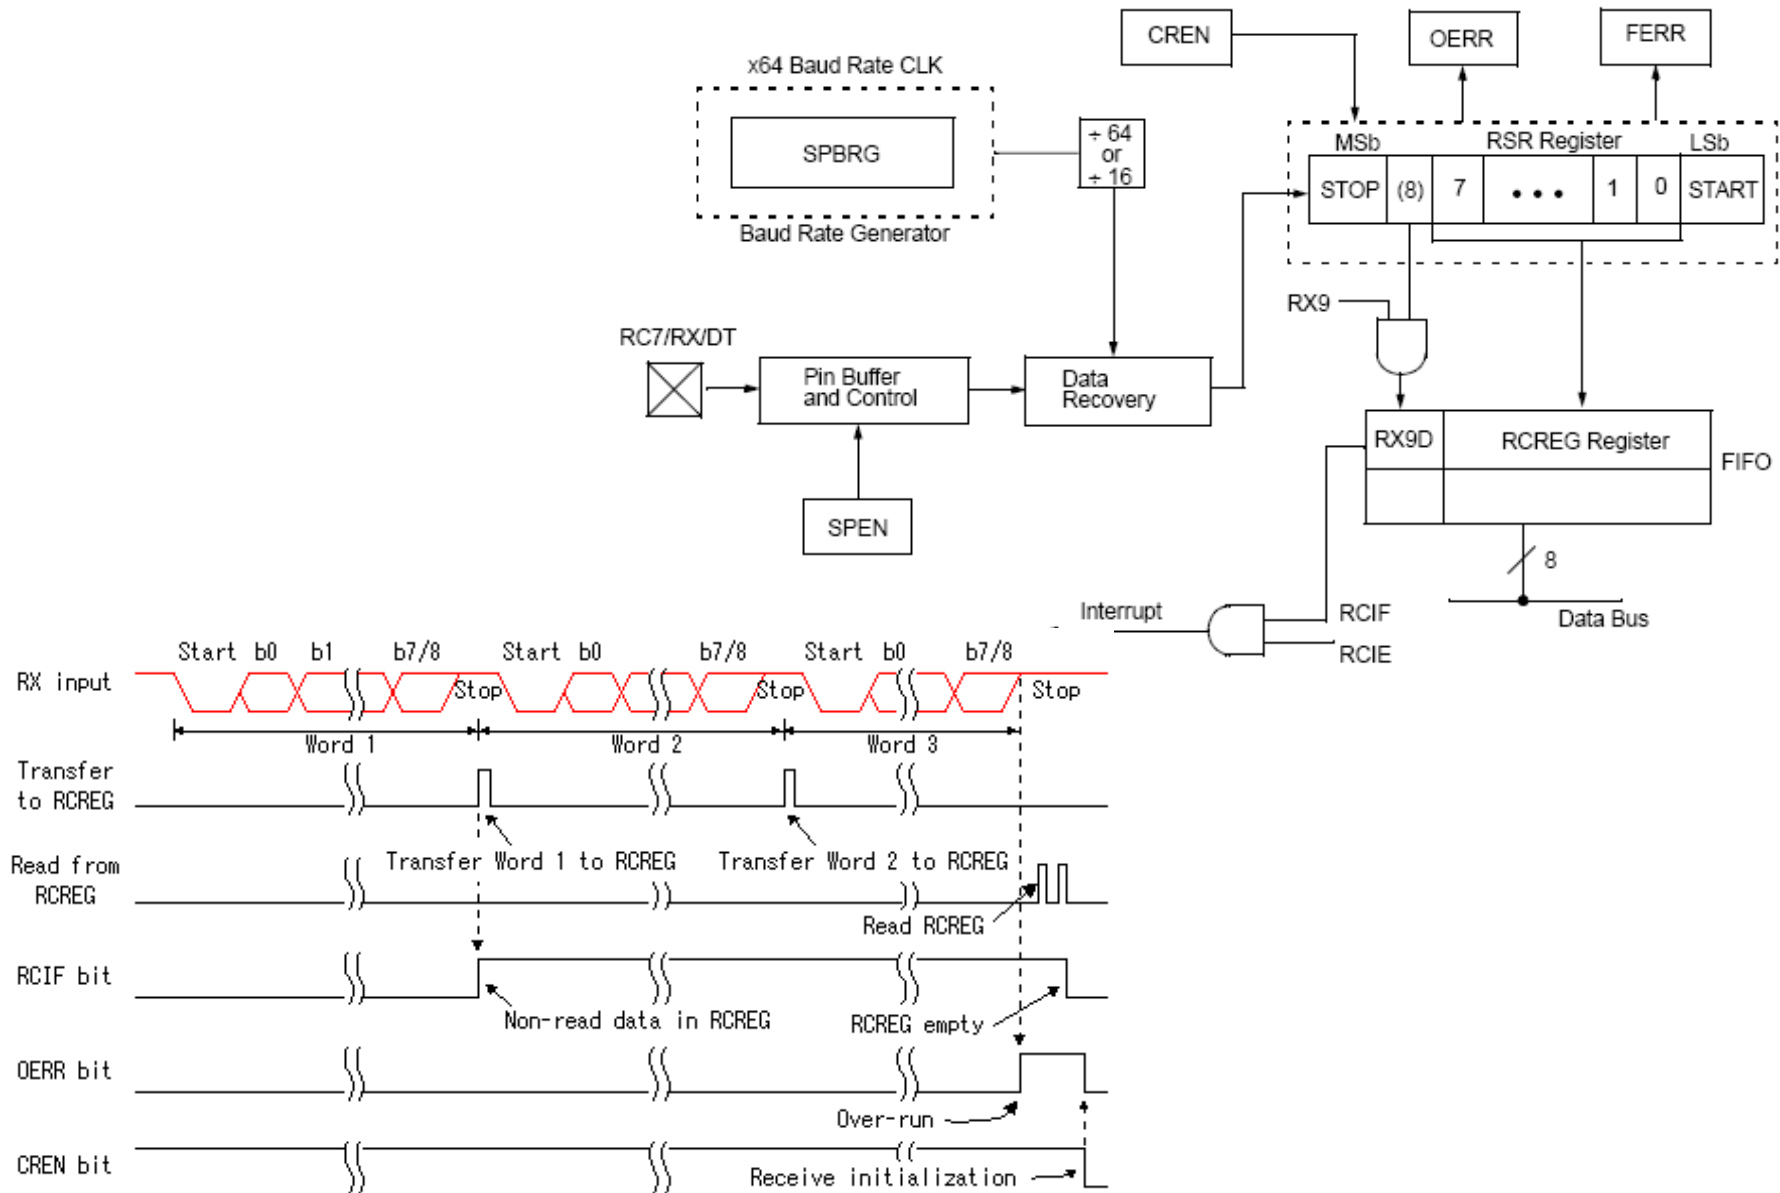 CREN
OERR
FERR
x64 Baud Rate CLK
SPBRG
Baud Rate Generator
÷ 64
or
÷ 16
MSb
RSR Register
LSb
STOP (8) 7 • • • 1 0 START
RX9
RC7/RX/DT
Pin Buffer
and Control
Data
Recovery
SPEN
RX9D
RCREG Register
FIFO
8
Data Bus
Interrupt
RCIF
RCIE
Start b0 b1 b7/8 Start b0 b7/8 Start b0 b7/8
RX input
Stop Stop Stop
Word 1 Word 2 Word 3
Transfer
to RCREG
Transfer Word 1 to RCREG
Transfer Word 2 to RCREG
Read from
RCREG
Read RCREG
RCIF bit
Non-read data in RCREG
RCREG empty
OERR bit
Over-run
CREN bit
Receive initialization